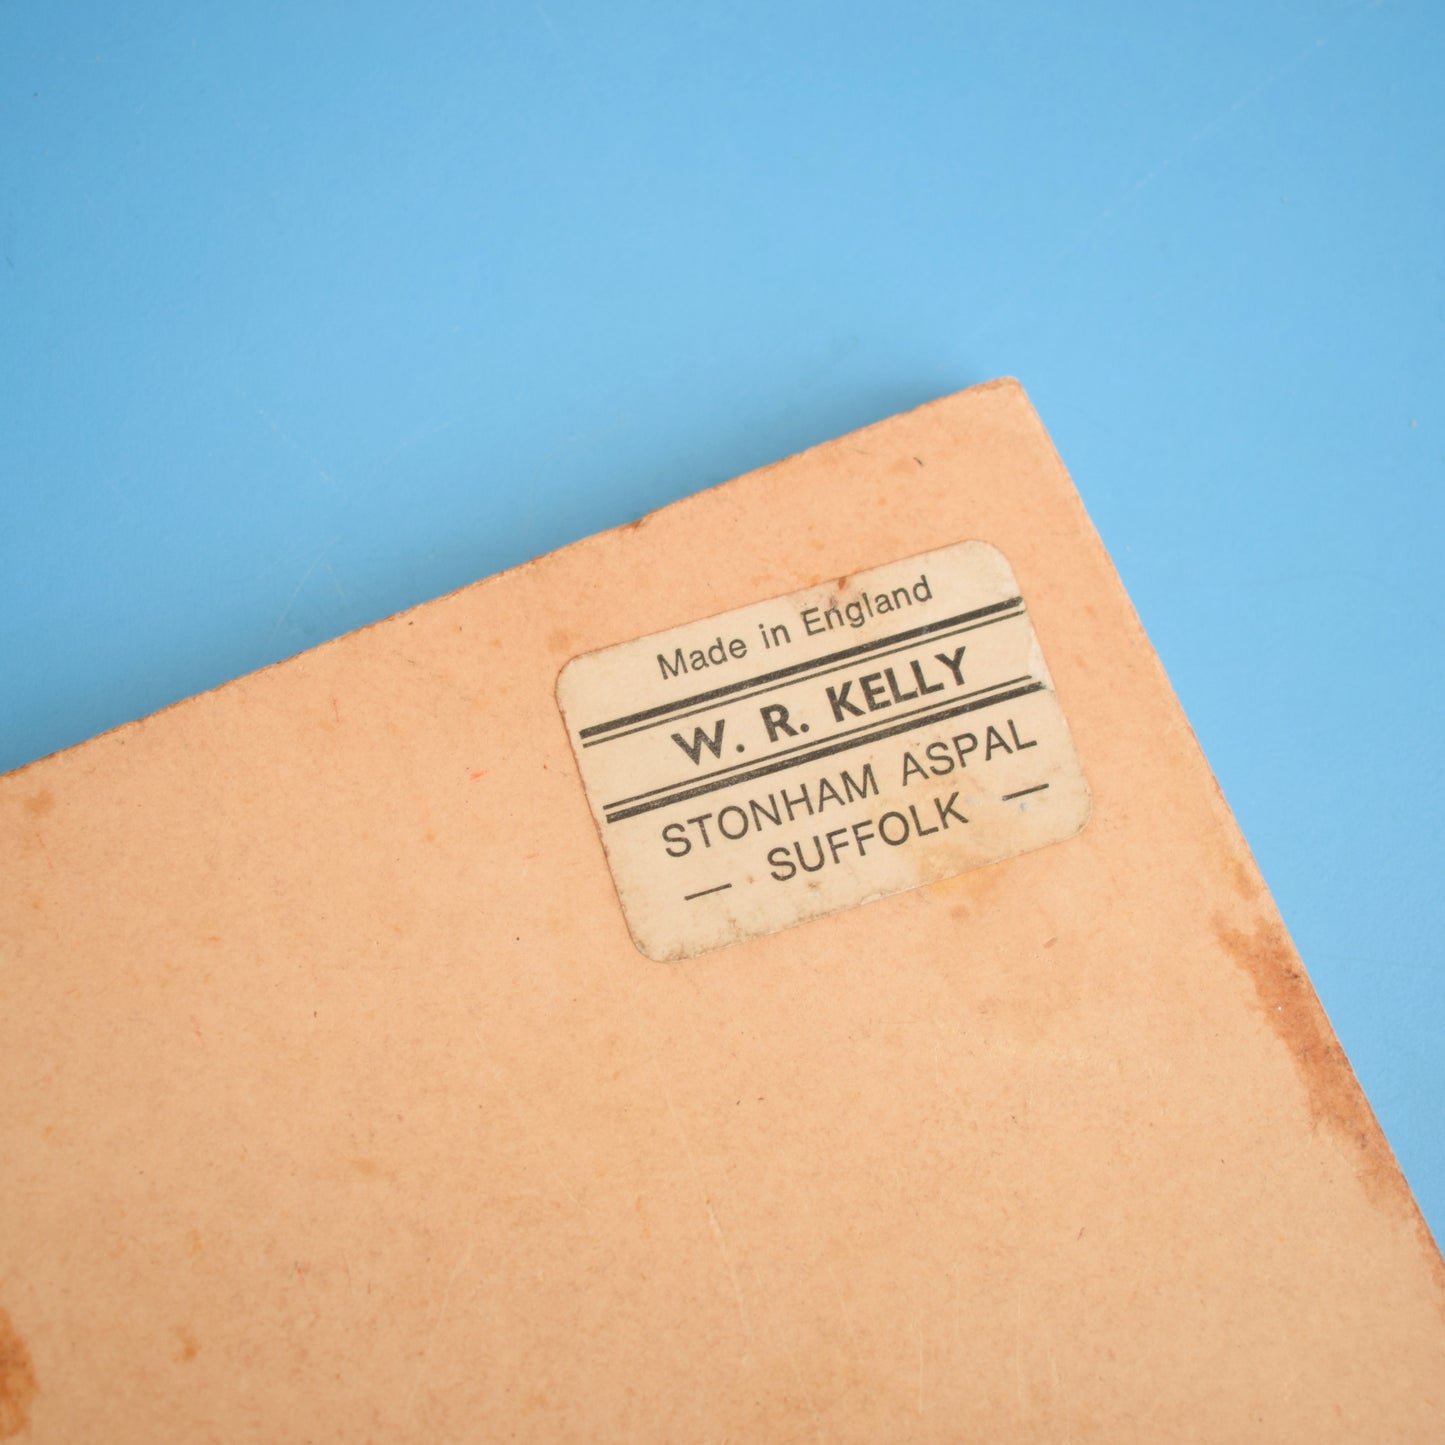 Made in England
W. R. KELLY
STONHAM ASPAL
— SUFFOLK —